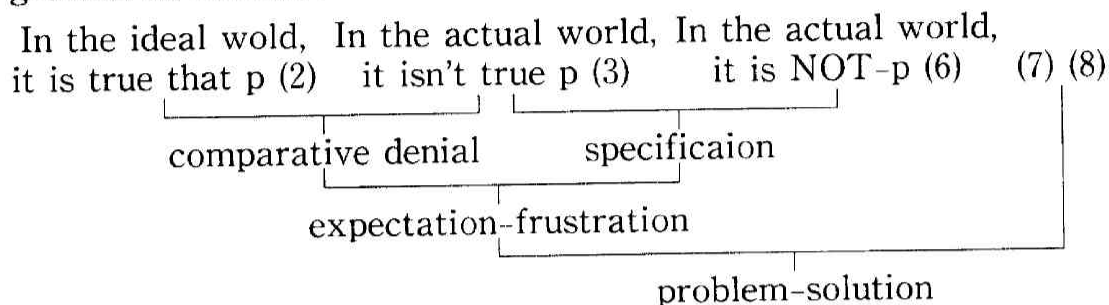 In the ideal wold, In the actual world, In the actual world,
it is true that p (2) it isn't true p (3) it is NOT-p (6) (7) (8)
comparative denial specificaion
expectation-frustration
problem-solution